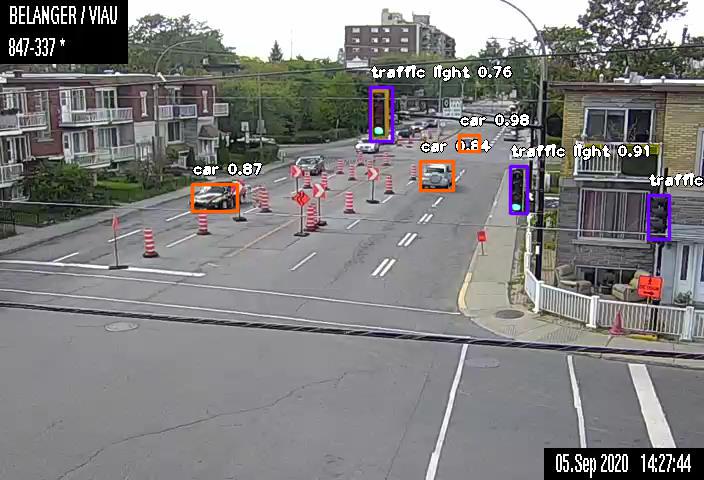 BELANGER / VIAU
847-337 *
traffic light 0.76
car 0.98
car 0.84
traffic light 0.91
car 0.87
traffic
05.Sep 2020 14:27:44